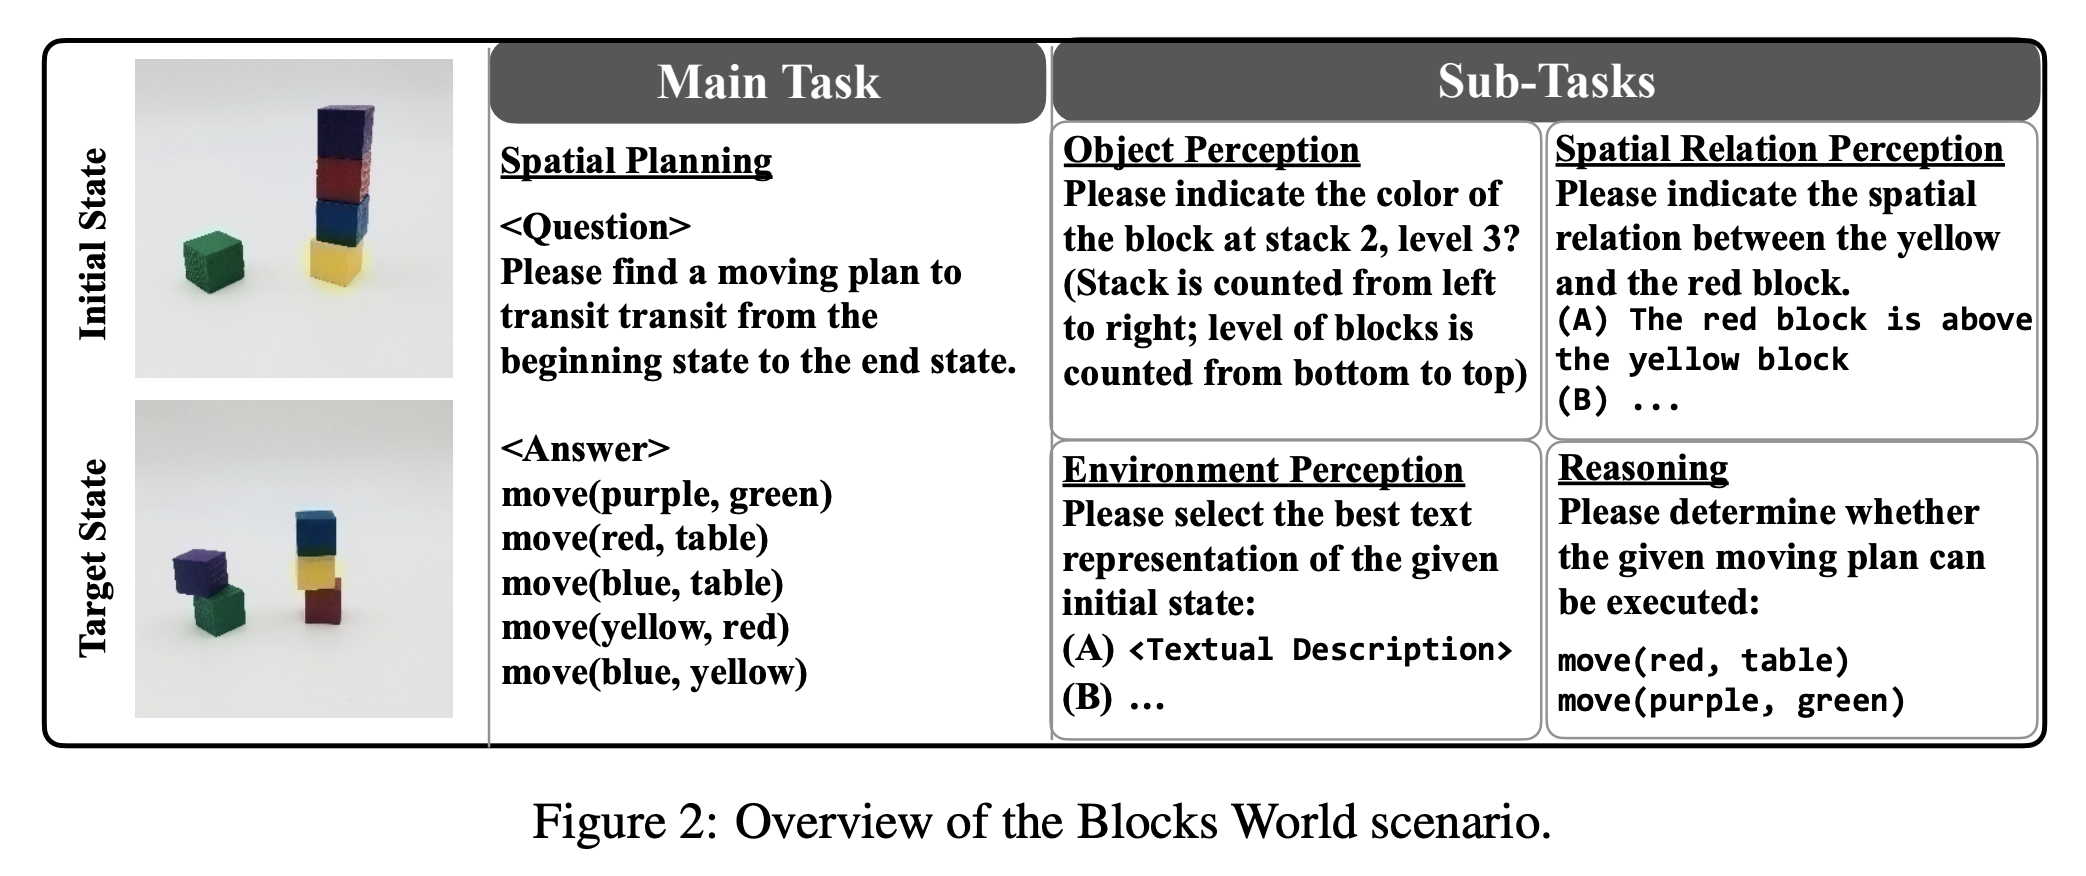 Initial State
Target State
Main Task
Spatial Planning
<Question>
Please find a moving plan to
transit transit from the
beginning state to the end state.
<Answer>
move(purple, green)
move(red, table)
move(blue, table)
move(yellow, red)
move(blue, yellow)
Sub-Tasks
Object Perception
Please indicate the color of
the block at stack 2, level 3?
(Stack is counted from left
to right; level of blocks is
counted from bottom to top)
Spatial Relation Perception
Please indicate the spatial
relation between the yellow
and the red block.
(A) The red block is above
the yellow block
(B) ...
Environment Perception
Please select the best text
representation of the given
initial state:
(A) <Textual Description>
(B) ...
Reasoning
Please determine whether
the given moving plan can
be executed:
move(red, table)
move(purple, green)
Figure 2: Overview of the Blocks World scenario.